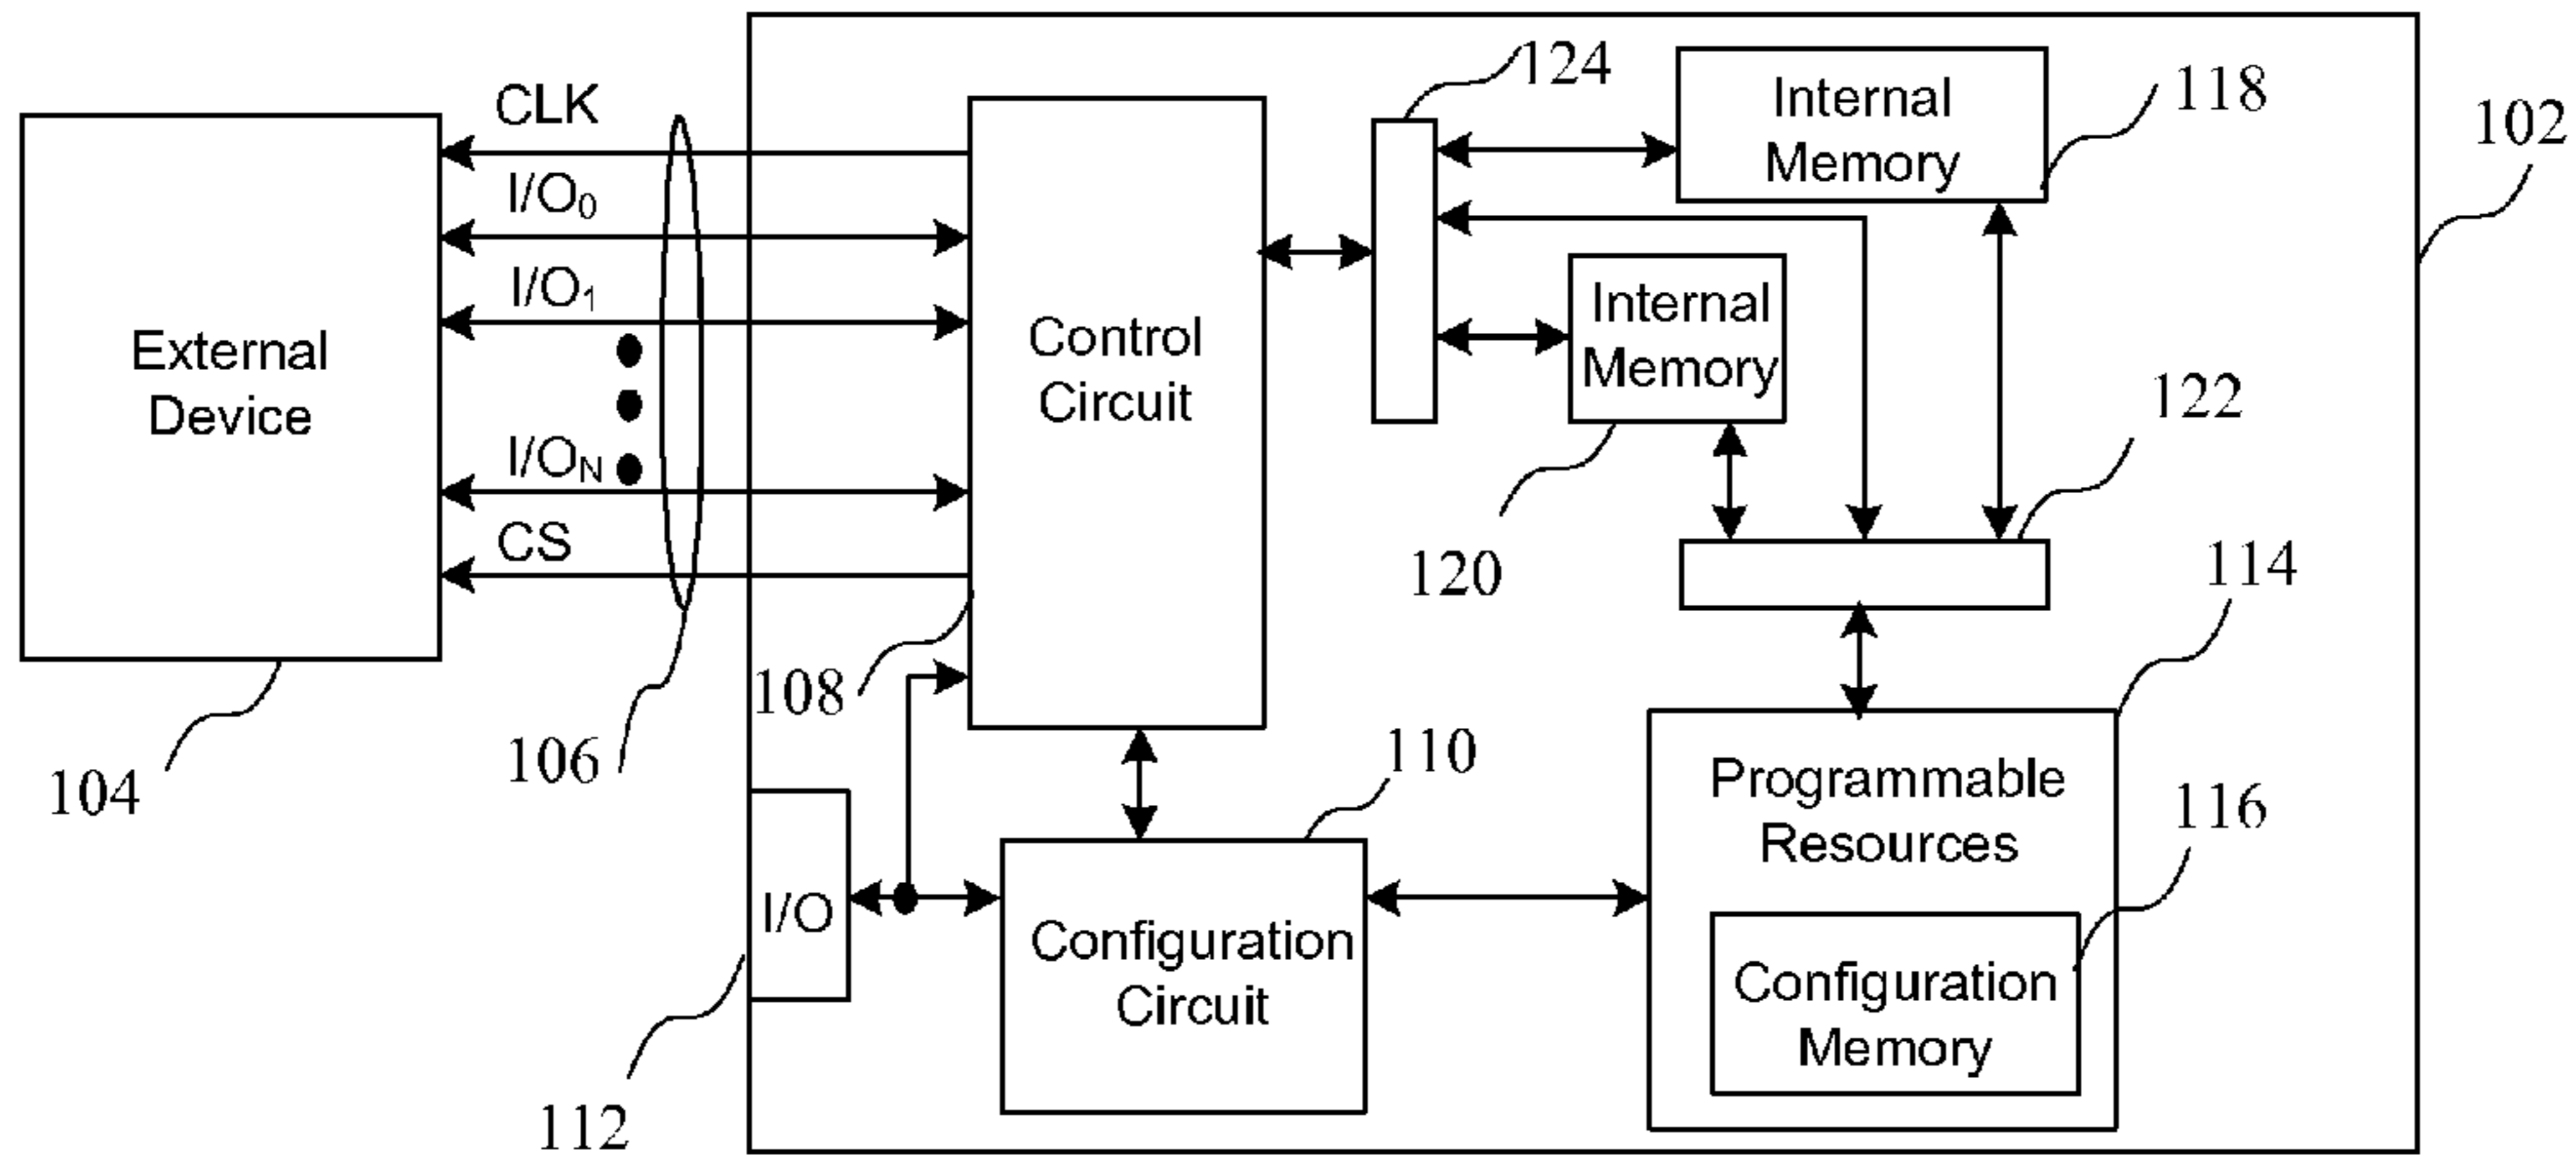 CLK
I/O0
I/O1
I/ON
CS
External
Device
104
106
108
Control
Circuit
124
Internal
Memory
118
102
Internal
Memory
120
122
114
Programmable
Resources
116
Configuration
Memory
110
Configuration
Circuit
I/O
112